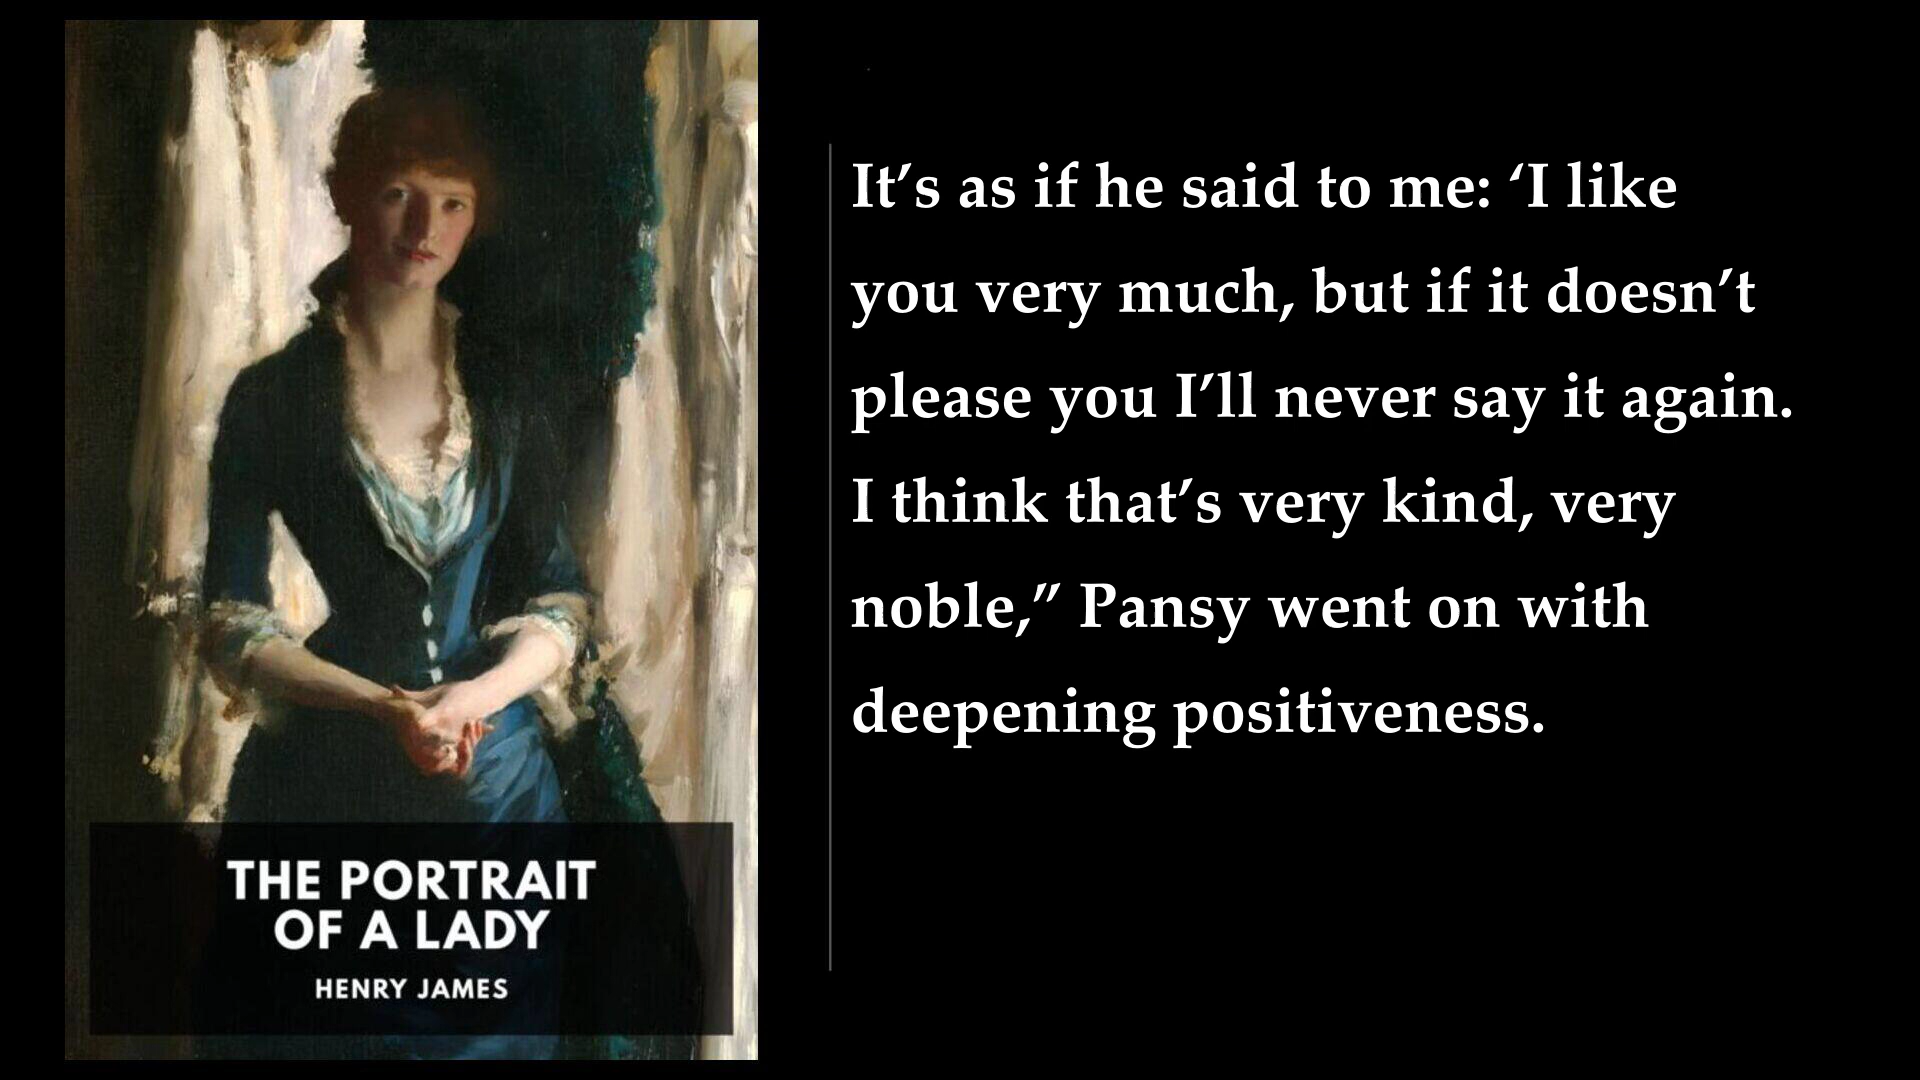 It’s as if he said to me: ‘I like
you very much, but if it doesn’t
please you I’ll never say it again.
I think that’s very kind, very
noble,” Pansy went on with
deepening positiveness.
THE PORTRAIT
OF A LADY
HENRY JAMES